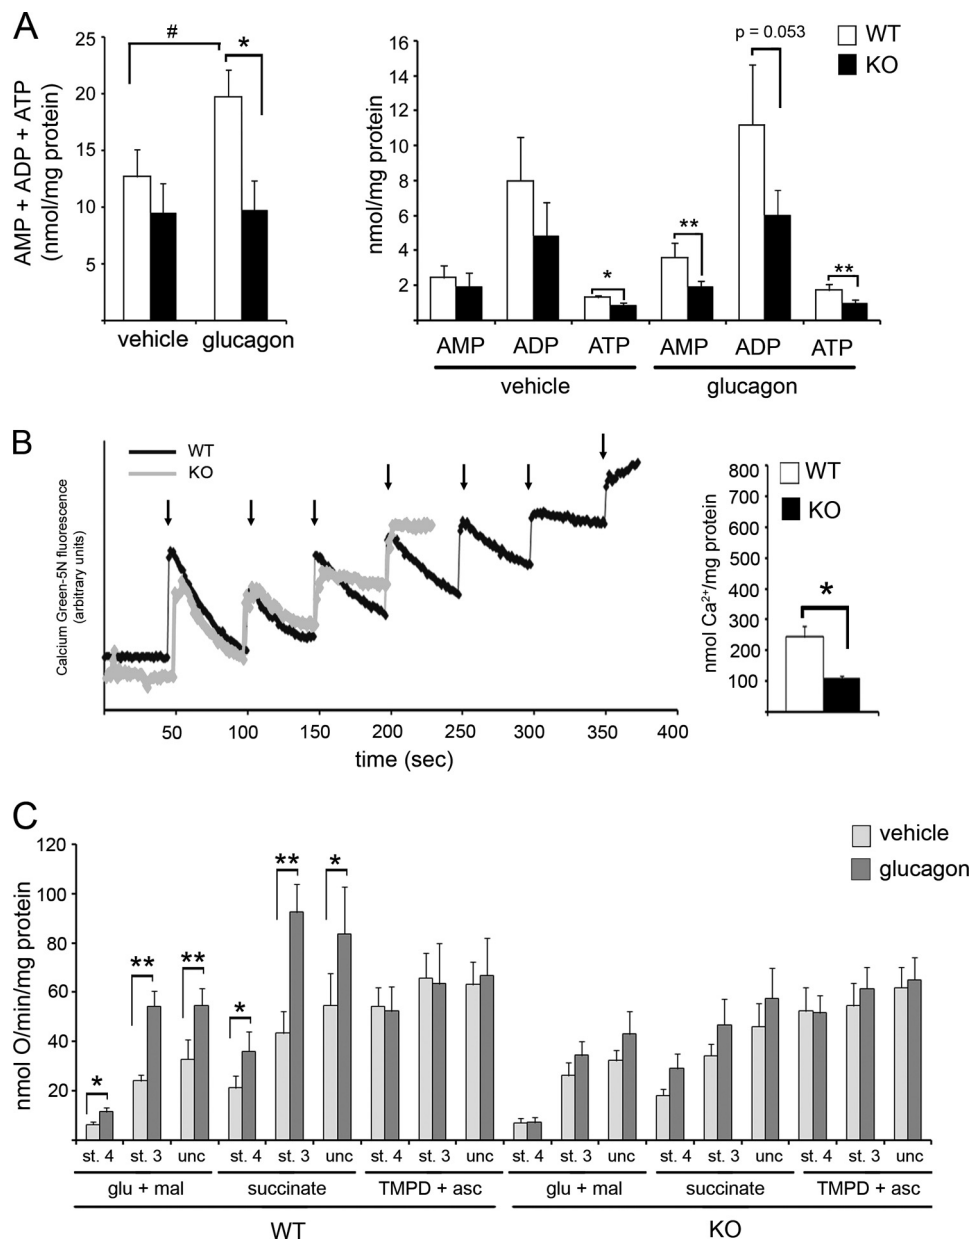 A
AMP + ADP + ATP
(nmol/mg protein)
25
20
15
10
5
#
*
vehicle
glucagon
nmol/mg protein
16
14
12
10
8
6
4
2
*
**
p = 0.053
**
WT
KO
AMP
ADP
ATP
AMP
ADP
ATP
vehicle
glucagon
B
WT
KO
Calcium Green-5N fluorescence
(arbitrary units)
50
100
150
200
250
300
350
400
time (sec)
nmol Ca²⁺/mg protein
800
700
600
500
400
300
200
100
WT
KO
*
C
vehicle
glucagon
nmol O/min/mg protein
120
100
80
60
40
20
*
**
**
*
**
*
st. 4
st. 3
unc
st. 4
st. 3
unc
st. 4
st. 3
unc
st. 4
st. 3
unc
st. 4
st. 3
unc
st. 4
st. 3
unc
glu + mal
succinate
TMPD + asc
glu + mal
succinate
TMPD + asc
WT
KO